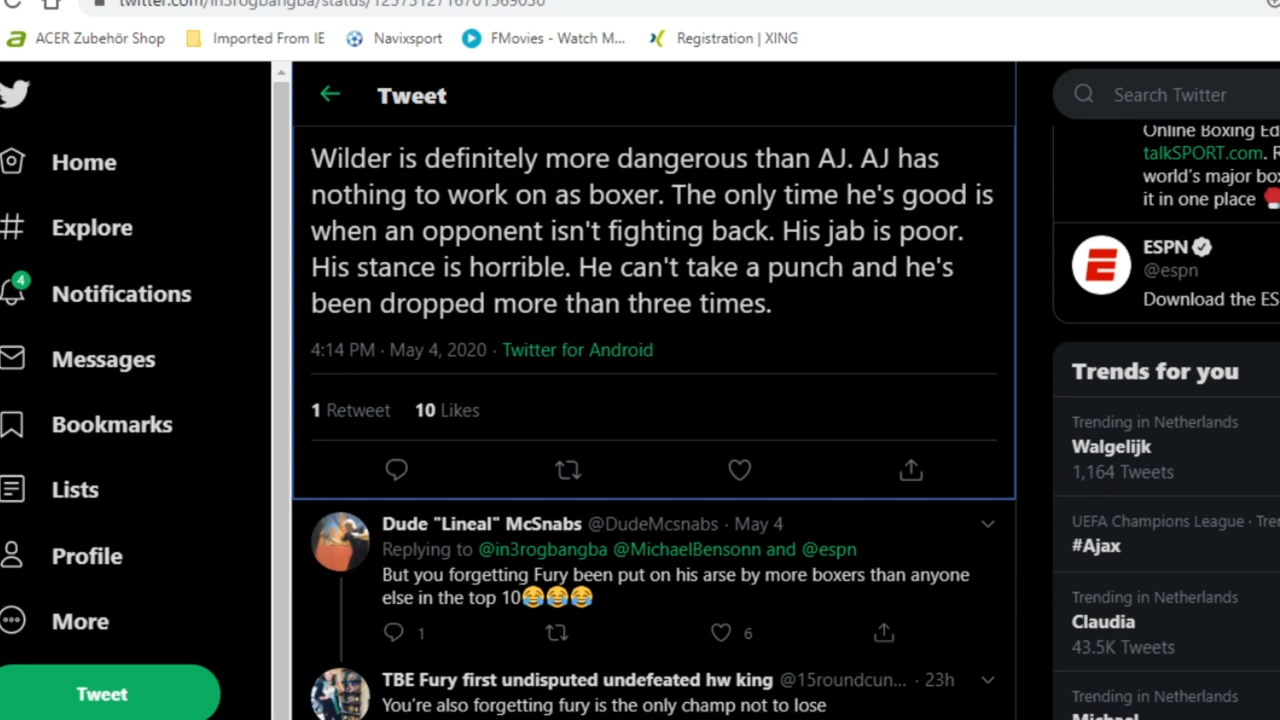 ACER Zubehör Shop
Imported From IE
Navixsport
FMovies - Watch M...
Registration | XING
Home
Explore
4
Notifications
Messages
Bookmarks
Lists
Profile
More
Tweet
Tweet
Wilder is definitely more dangerous than AJ. AJ has
nothing to work on as boxer. The only time he's good is
when an opponent isn't fighting back. His jab is poor.
His stance is horrible. He can't take a punch and he's
been dropped more than three times.
4:14 PM · May 4, 2020 · Twitter for Android
1 Retweet 10 Likes
Dude "Lineal" McSnabs @DudeMcsnabs · May 4
Replying to @in3rogbangba @MichaelBensonn and @espn
But you forgetting Fury been put on his arse by more boxers than anyone
else in the top 10😂😂😂
1
6
TBE Fury first undisputed undefeated hw king @15roundcun... · 23h
You're also forgetting fury is the only champ not to lose
Search Twitter
Online Boxing Ed
talkSPORT.com. R
world's major box
it in one place
ESPN
@espn
Download the ES
Trends for you
Trending in Netherlands
Walgelijk
1,164 Tweets
UEFA Champions League · Tre
#Ajax
Trending in Netherlands
Claudia
43.5K Tweets
Trending in Netherlands